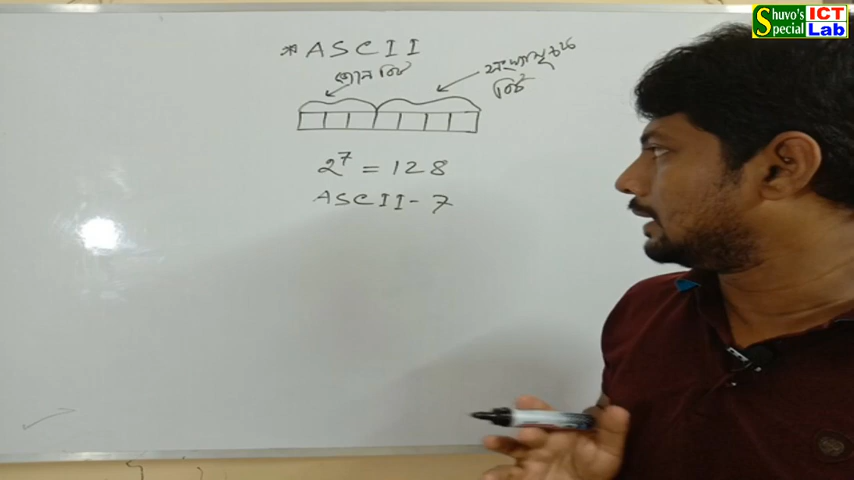 Shuvo's Special ICT Lab
* ASCII
জোন বিট
সংখ্যাসূচক
বিট
2⁷ = 128
ASCII - 7